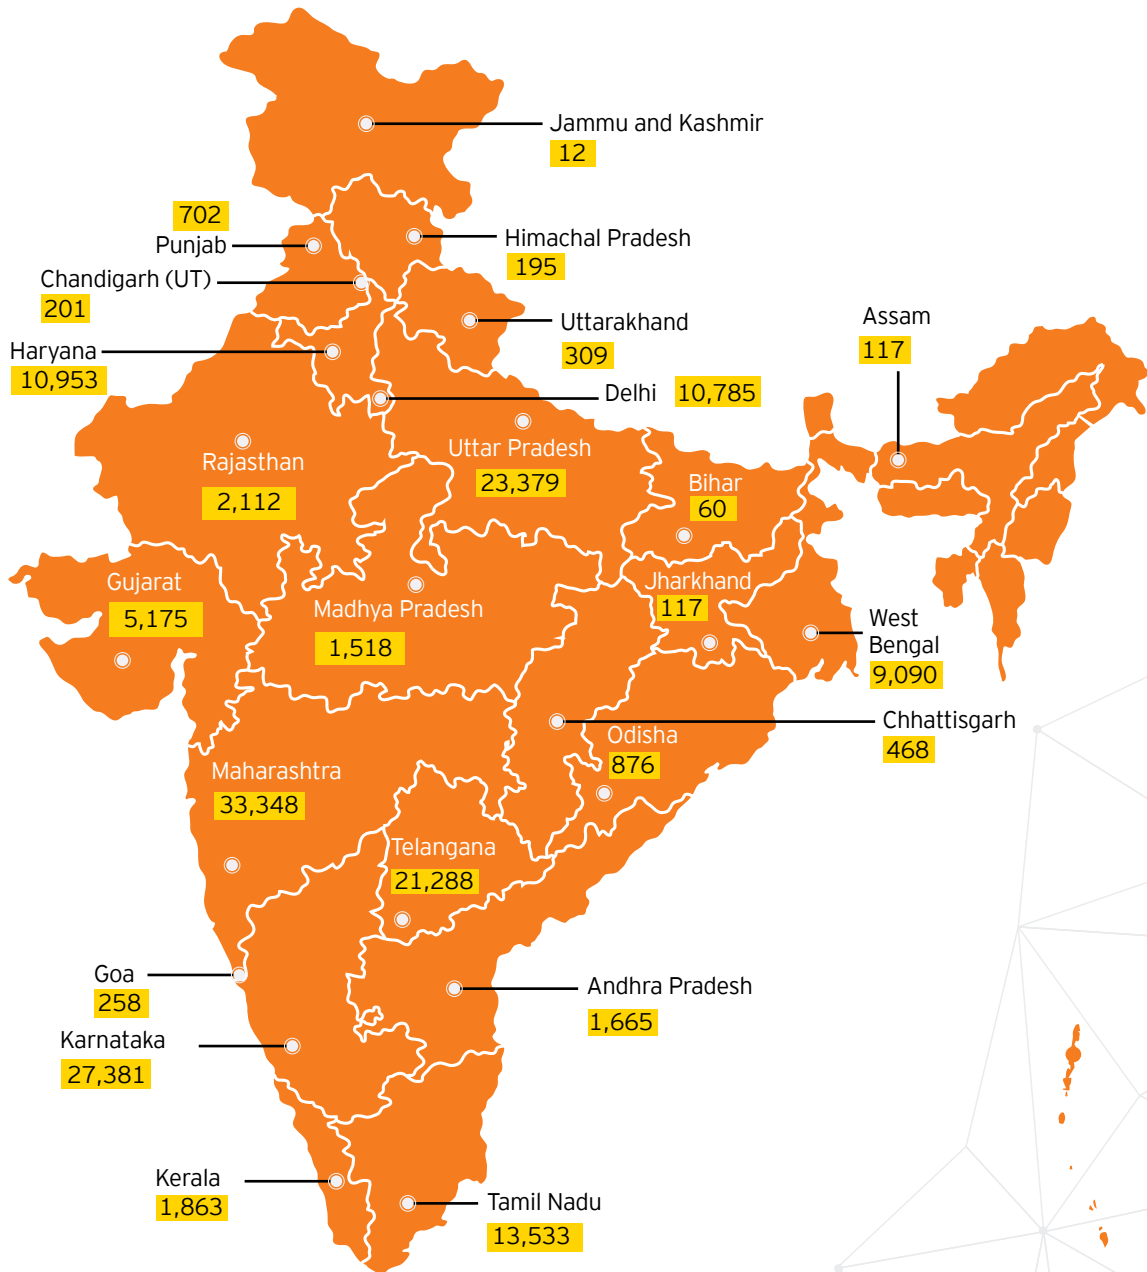 Jammu and Kashmir
12
702
Punjab
Himachal Pradesh
195
Chandigarh (UT)
201
Uttarakhand
309
Assam
117
Haryana
10,953
Delhi 10,785
Rajasthan
2,112
Uttar Pradesh
23,379
Bihar
60
Gujarat
5,175
Madhya Pradesh
1,518
Jharkhand
117
West
Bengal
9,090
Chhattisgarh
468
Odisha
876
Maharashtra
33,348
Telangana
21,288
Goa
258
Andhra Pradesh
1,665
Karnataka
27,381
Kerala
1,863
Tamil Nadu
13,533